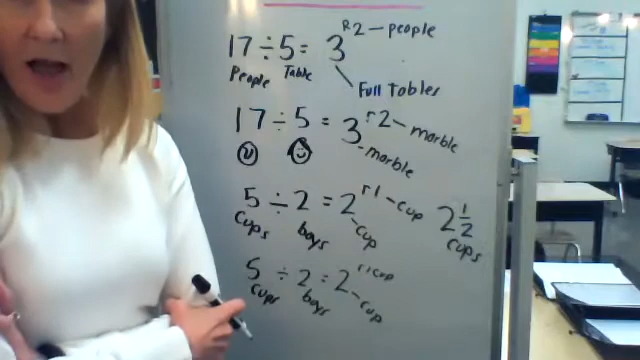 17 ÷ 5 = 3 R2 – people
People Table Full Tables
17 ÷ 5 = 3 r2 – marble
marble
5 ÷ 2 = 2 r1 – cup 2 1/2
cups boys cup cups
5 ÷ 2 = 2 r1cup
cups boys cup